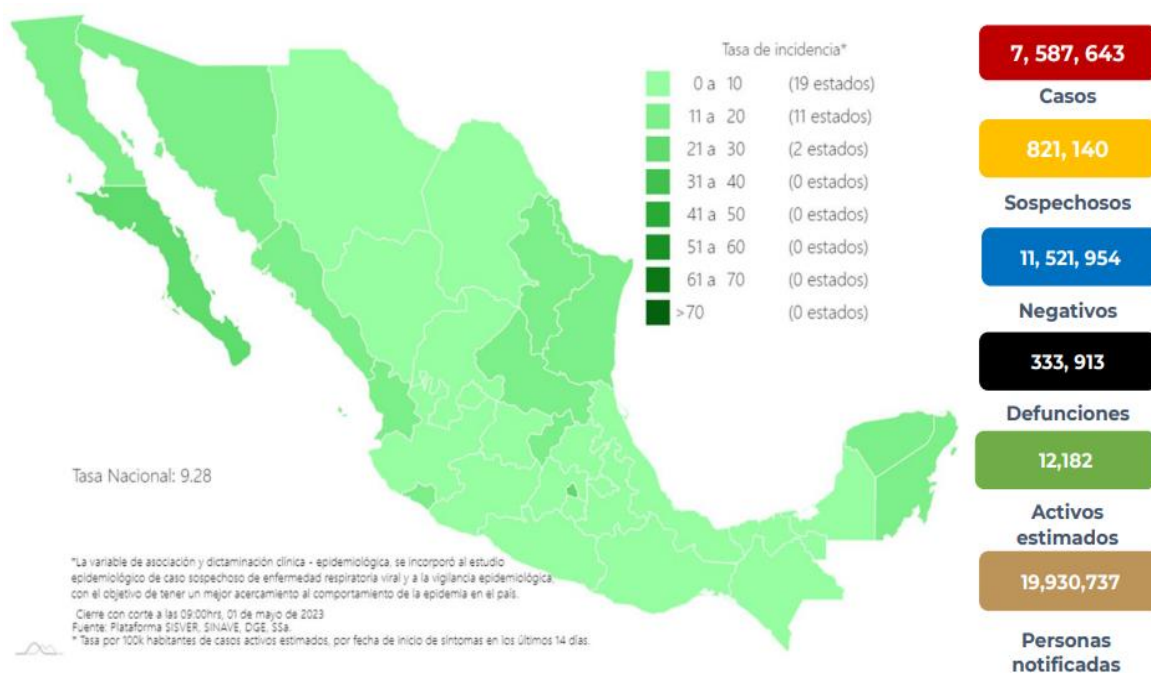 Tasa de incidencia*
0 a 10 (19 estados)
11 a 20 (11 estados)
21 a 30 (2 estados)
31 a 40 (0 estados)
41 a 50 (0 estados)
51 a 60 (0 estados)
61 a 70 (0 estados)
>70 (0 estados)
Tasa Nacional: 9.28
*La variable de asociación y dictaminación clínica - epidemiológica, se incorporó al estudio
epidemiológico de caso sospechoso de enfermedad respiratoria viral y a la vigilancia epidemiológica,
con el objetivo de tener un mejor acercamiento al comportamiento de la epidemia en el país.
Cierre con corte a las 09:00hrs, 01 de mayo de 2023
Fuente: Plataforma SISVER, SINAVE, DGE, SSa.
* Tasa por 100k habitantes de casos activos estimados, por fecha de inicio de síntomas en los últimos 14 días.
7, 587, 643
Casos
821, 140
Sospechosos
11, 521, 954
Negativos
333, 913
Defunciones
12,182
Activos
estimados
19,930,737
Personas
notificadas